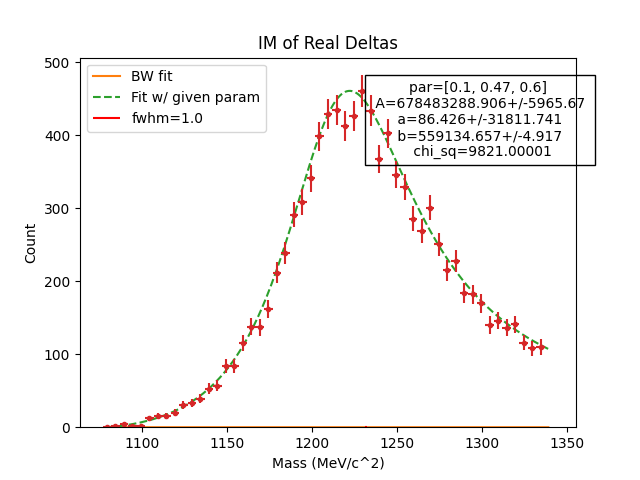 IM of Real Deltas
BW fit
Fit w/ given param
fwhm=1.0
par=[0.1, 0.47, 0.6]
A=678483288.906+/-5965.67
a=86.426+/-31811.741
b=559134.657+/-4.917
chi_sq=9821.00001
Count
500
400
300
200
100
0
1100 1150 1200 1250 1300 1350
Mass (MeV/c^2)